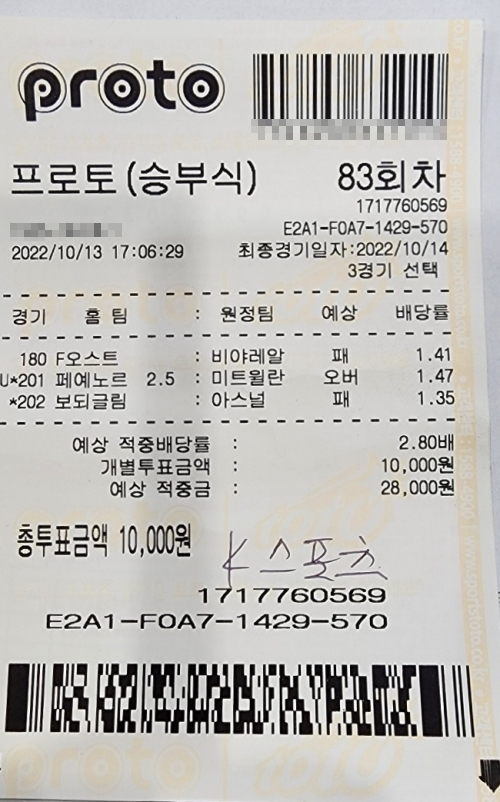 proto
프로토(승부식) 83회차
1717760569
E2A1-F0A7-1429-570
2022/10/13 17:06:29 최종경기일자:2022/10/14
3경기 선택
경기 홈 팀 : 원정팀 예상 배당률
180 F오스트 : 비야레알 패 1.41
U*201 페예노르 2.5 : 미트윌란 오버 1.47
*202 보되글림 : 아스널 패 1.35
예상 적중배당률 : 2.80배
개별투표금액 : 10,000원
예상 적중금 : 28,000원
총투표금액 10,000원
K스포츠
1717760569
E2A1-F0A7-1429-570